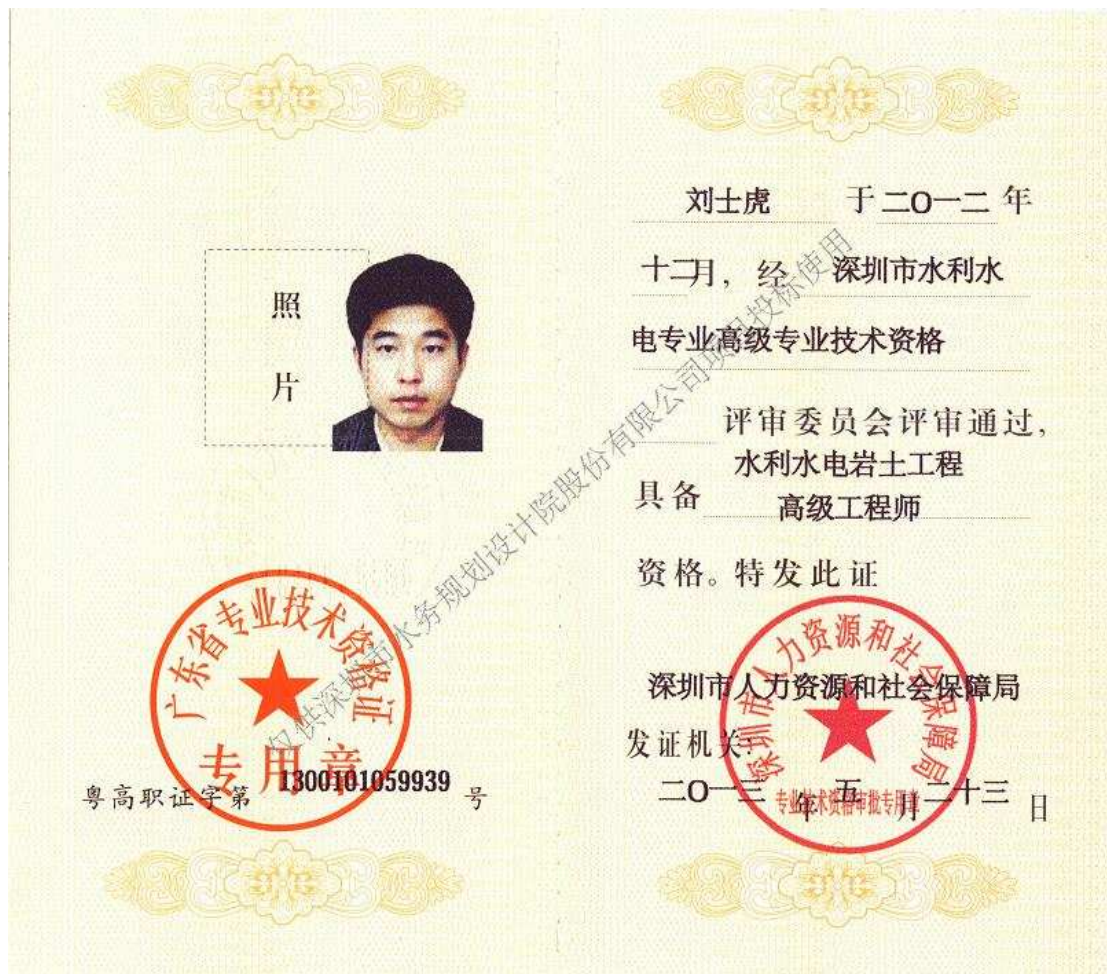 照
片
广东省专业技术资格证
专用章
粤高职证字第 1300101059939 号
刘士虎 于二〇一二年
十二月，经 深圳市水利水
电专业高级专业技术资格
评审委员会评审通过，
具备 水利水电岩土工程
高级工程师
资格。特发此证
深圳市人力资源和社会保障局
发证机关：
二〇一三年五月二十三日
深圳市人力资源和社会保障局
专业技术资格审批专用章
仅供深圳市水务规划设计院股份有限公司项目投标使用